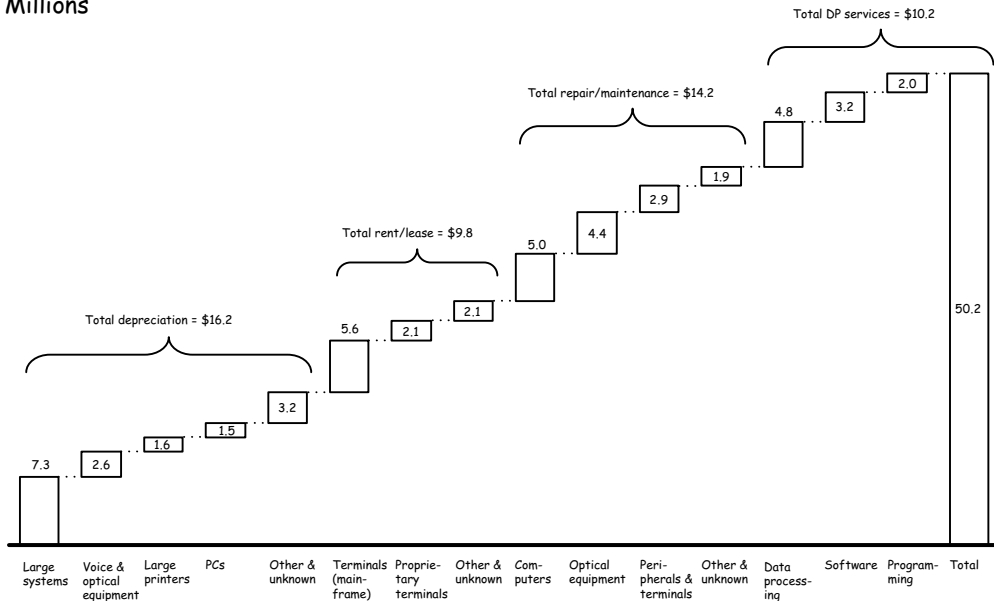 Millions
Total DP services = $10.2
2.0
4.8
3.2
Total repair/maintenance = $14.2
1.9
2.9
4.4
5.0
Total rent/lease = $9.8
2.1
2.1
5.6
50.2
Total depreciation = $16.2
3.2
1.5
1.6
2.6
7.3
Large
systems
Voice &
optical
equipment
Large
printers
PCs
Other &
unknown
Terminals
(main-
frame)
Proprie-
tary
terminals
Other &
unknown
Com-
puters
Optical
equipment
Peri-
pherals &
terminals
Other &
unknown
Data
process-
ing
Software
Program-
ming
Total